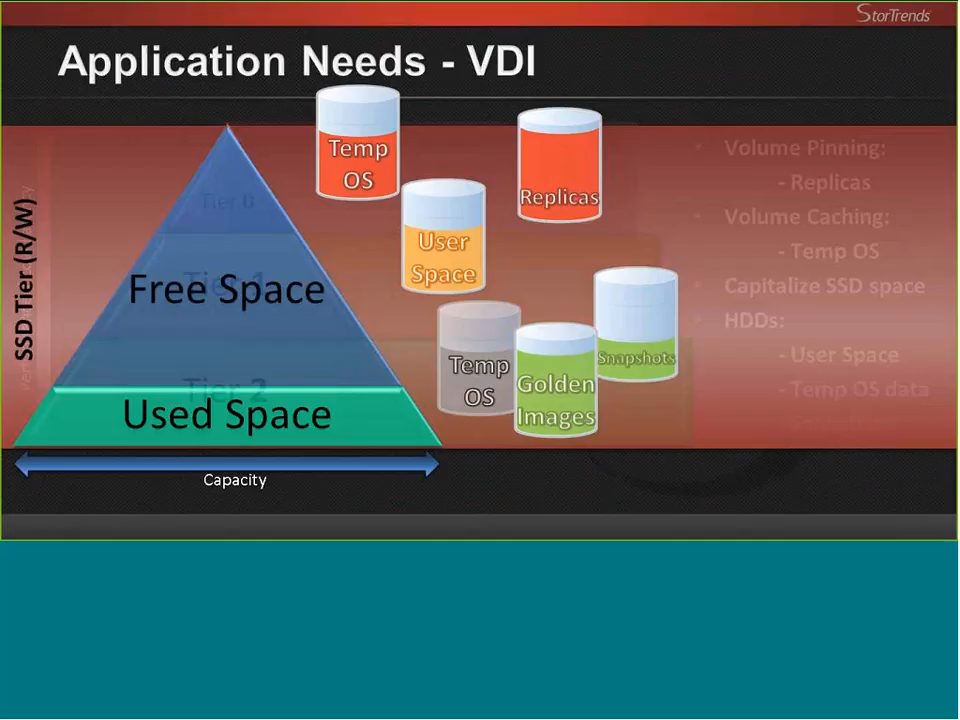 StorTrends
Application Needs - VDI
Temp
OS
Replicas
User
Space
Temp
OS
Golden
Images
Snapshots
SSD Tier (R/W)
Tier 0
Free Space
Tier 1
Tier 2
Used Space
Capacity
• Volume Pinning:
- Replicas
• Volume Caching:
- Temp OS
• Capitalize SSD space
• HDDs:
- User Space
- Temp OS data